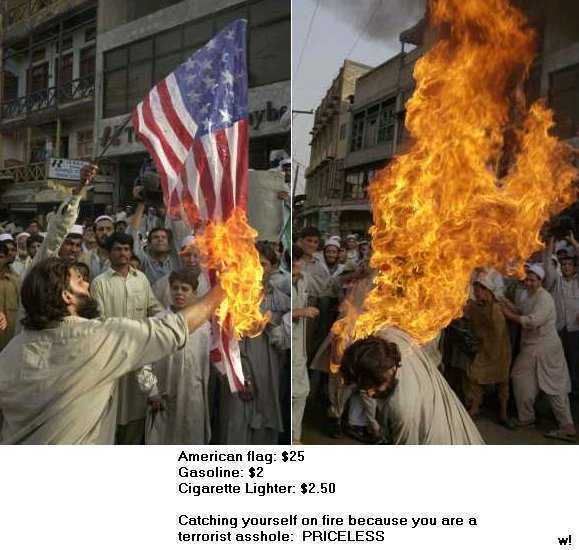 American flag: $25
Gasoline: $2
Cigarette Lighter: $2.50
Catching yourself on fire because you are a
terrorist asshole: PRICELESS
w!